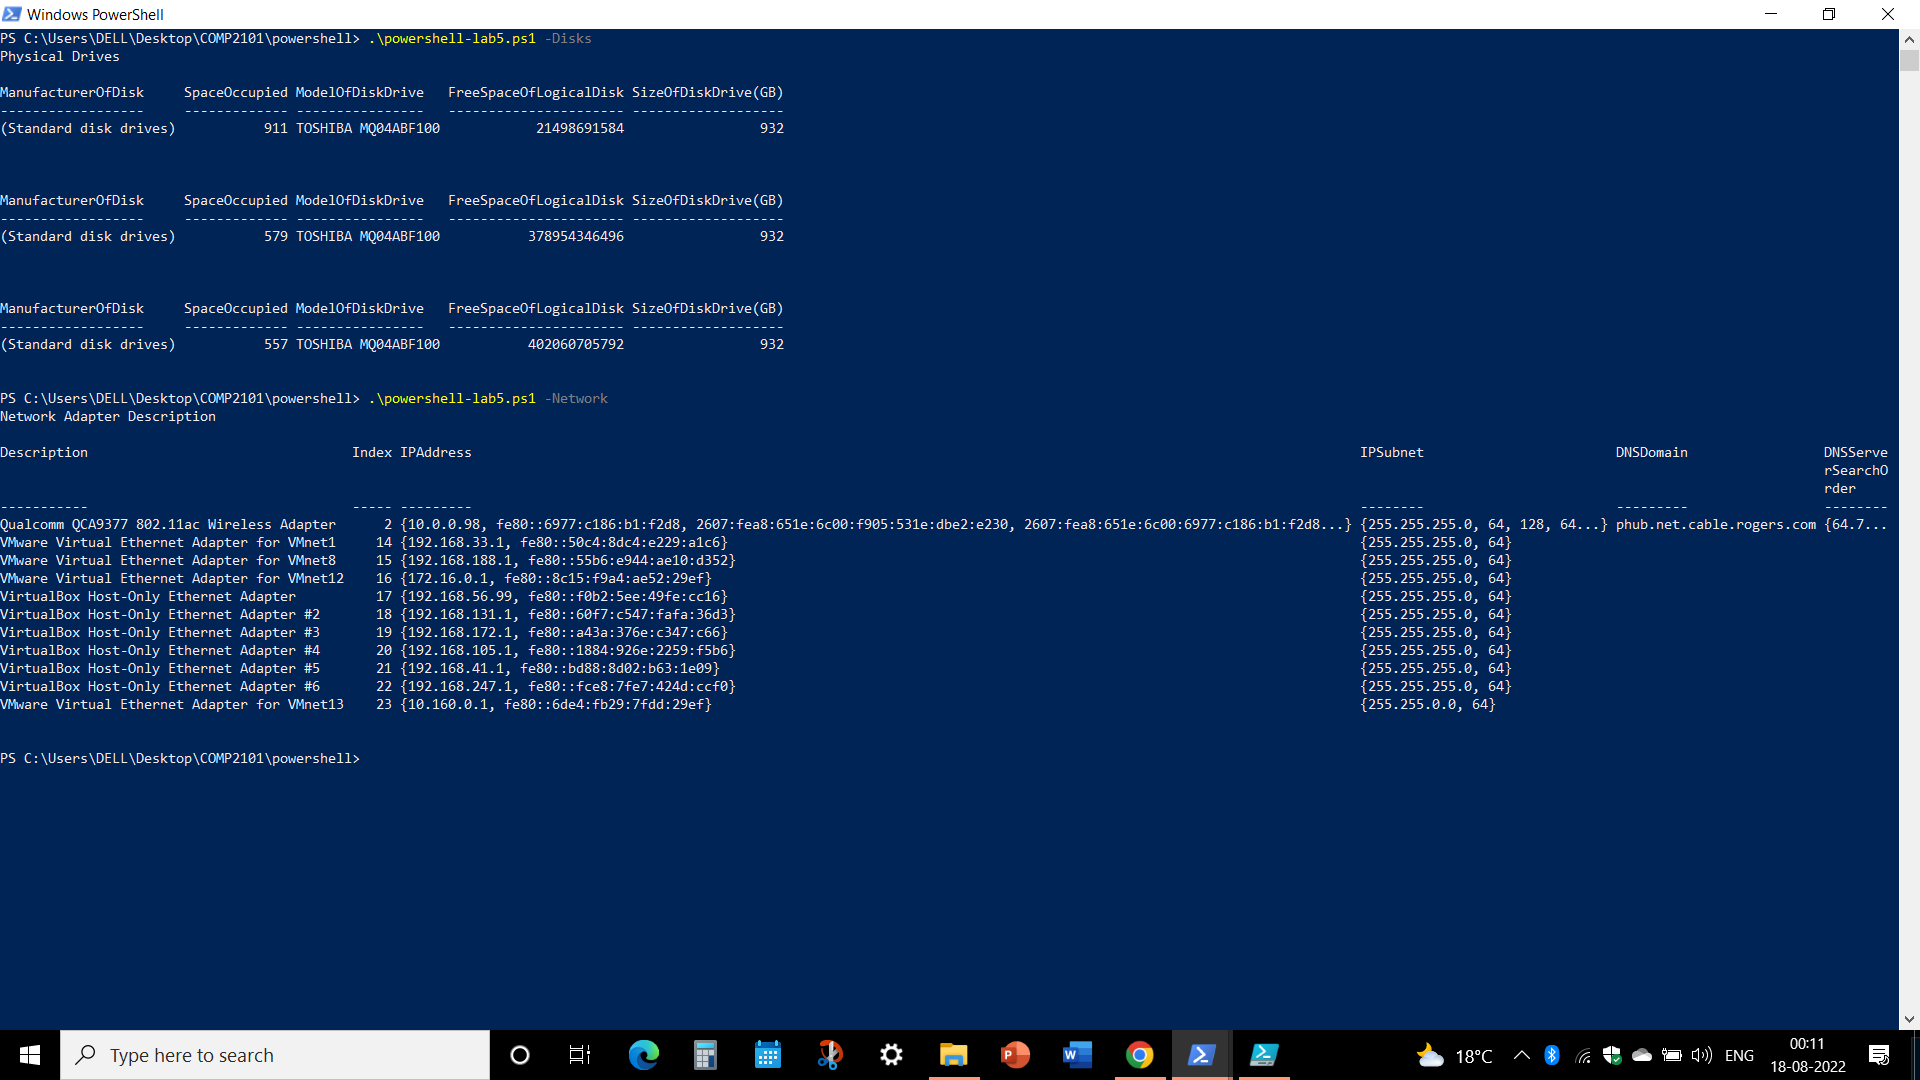 Windows PowerShell
PS C:\Users\DELL\Desktop\COMP2101\powershell> .\powershell-lab5.ps1 -Disks
Physical Drives
ManufacturerOfDisk     SpaceOccupied ModelOfDiskDrive   FreeSpaceOfLogicalDisk SizeOfDiskDrive(GB)
------------------     ------------- ----------------   ---------------------- -------------------
(Standard disk drives)           911 TOSHIBA MQ04ABF100            21498691584                 932
ManufacturerOfDisk     SpaceOccupied ModelOfDiskDrive   FreeSpaceOfLogicalDisk SizeOfDiskDrive(GB)
------------------     ------------- ----------------   ---------------------- -------------------
(Standard disk drives)           579 TOSHIBA MQ04ABF100           378954346496                 932
ManufacturerOfDisk     SpaceOccupied ModelOfDiskDrive   FreeSpaceOfLogicalDisk SizeOfDiskDrive(GB)
------------------     ------------- ----------------   ---------------------- -------------------
(Standard disk drives)           557 TOSHIBA MQ04ABF100           402060705792                 932
PS C:\Users\DELL\Desktop\COMP2101\powershell> .\powershell-lab5.ps1 -Network
Network Adapter Description
Description Index IPAddress IPSubnet DNSDomain DNSServe
rSearchO
rder
----------- ----- --------- -------- --------- --------
Qualcomm QCA9377 802.11ac Wireless Adapter 2 {10.0.0.98, fe80::6977:c186:b1:f2d8, 2607:fea8:651e:6c00:f905:531e:dbe2:e230, 2607:fea8:651e:6c00:6977:c186:b1:f2d8...} {255.255.255.0, 64, 128, 64...} phub.net.cable.rogers.com {64.7...
VMware Virtual Ethernet Adapter for VMnet1 14 {192.168.33.1, fe80::50c4:8dc4:e229:a1c6} {255.255.255.0, 64}
VMware Virtual Ethernet Adapter for VMnet8 15 {192.168.188.1, fe80::55b6:e944:ae10:d352} {255.255.255.0, 64}
VMware Virtual Ethernet Adapter for VMnet12 16 {172.16.0.1, fe80::8c15:f9a4:ae52:29ef} {255.255.255.0, 64}
VirtualBox Host-Only Ethernet Adapter 17 {192.168.56.99, fe80::f0b2:5ee:49fe:cc16} {255.255.255.0, 64}
VirtualBox Host-Only Ethernet Adapter #2 18 {192.168.131.1, fe80::60f7:c547:fafa:36d3} {255.255.255.0, 64}
VirtualBox Host-Only Ethernet Adapter #3 19 {192.168.172.1, fe80::a43a:376e:c347:c66} {255.255.255.0, 64}
VirtualBox Host-Only Ethernet Adapter #4 20 {192.168.105.1, fe80::1884:926e:2259:f5b6} {255.255.255.0, 64}
VirtualBox Host-Only Ethernet Adapter #5 21 {192.168.41.1, fe80::bd88:8d02:b63:1e09} {255.255.255.0, 64}
VirtualBox Host-Only Ethernet Adapter #6 22 {192.168.247.1, fe80::fce8:7fe7:424d:ccf0} {255.255.255.0, 64}
VMware Virtual Ethernet Adapter for VMnet13 23 {10.160.0.1, fe80::6de4:fb29:7fdd:29ef} {255.255.0.0, 64}
PS C:\Users\DELL\Desktop\COMP2101\powershell>
Type here to search
18°C
ENG
00:11
18-08-2022